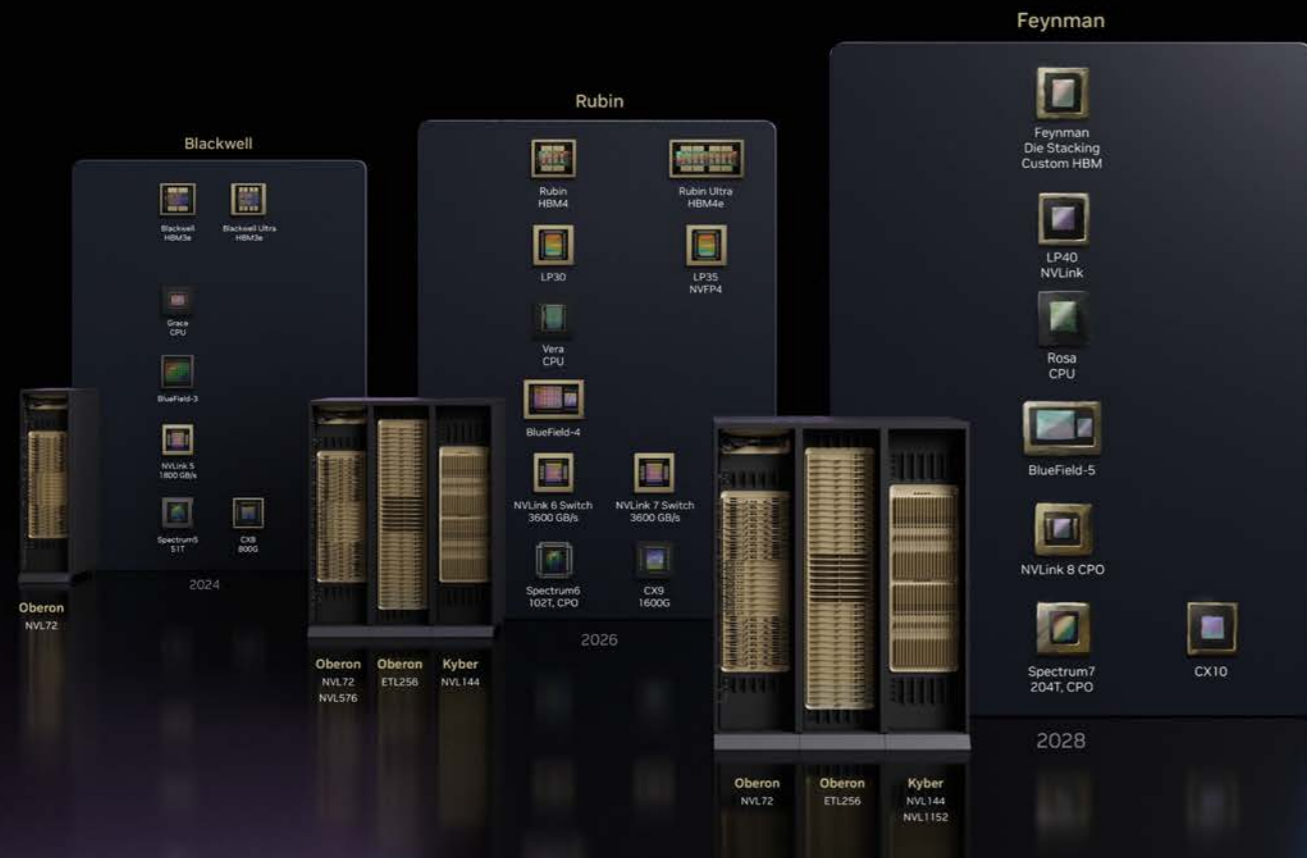 Blackwell
Blackwell
HBM3e
Blackwell Ultra
HBM3e
Grace
CPU
BlueField-3
NVLink 5
1800 GB/s
Spectrum5
51T
CX8
800G
2024
Oberon
NVL72
Rubin
Rubin
HBM4
Rubin Ultra
HBM4e
LP30
LP35
NVFP4
Vera
CPU
BlueField-4
NVLink 6 Switch
3600 GB/s
NVLink 7 Switch
3600 GB/s
Spectrum6
102T, CPO
CX9
1600G
2026
Oberon
NVL72
NVL576
Oberon
ETL256
Kyber
NVL144
Feynman
Feynman
Die Stacking
Custom HBM
LP40
NVLink
Rosa
CPU
BlueField-5
NVLink 8 CPO
Spectrum7
204T, CPO
CX10
2028
Oberon
NVL72
Oberon
ETL256
Kyber
NVL144
NVL1152